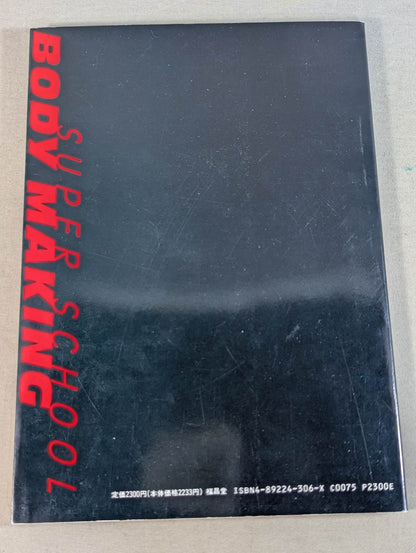 BODY MAKING
SUPER SCHOOL
定価2300円(本体価格2233円) 福昌堂 ISBN4-89224-306-X C0075 P2300E